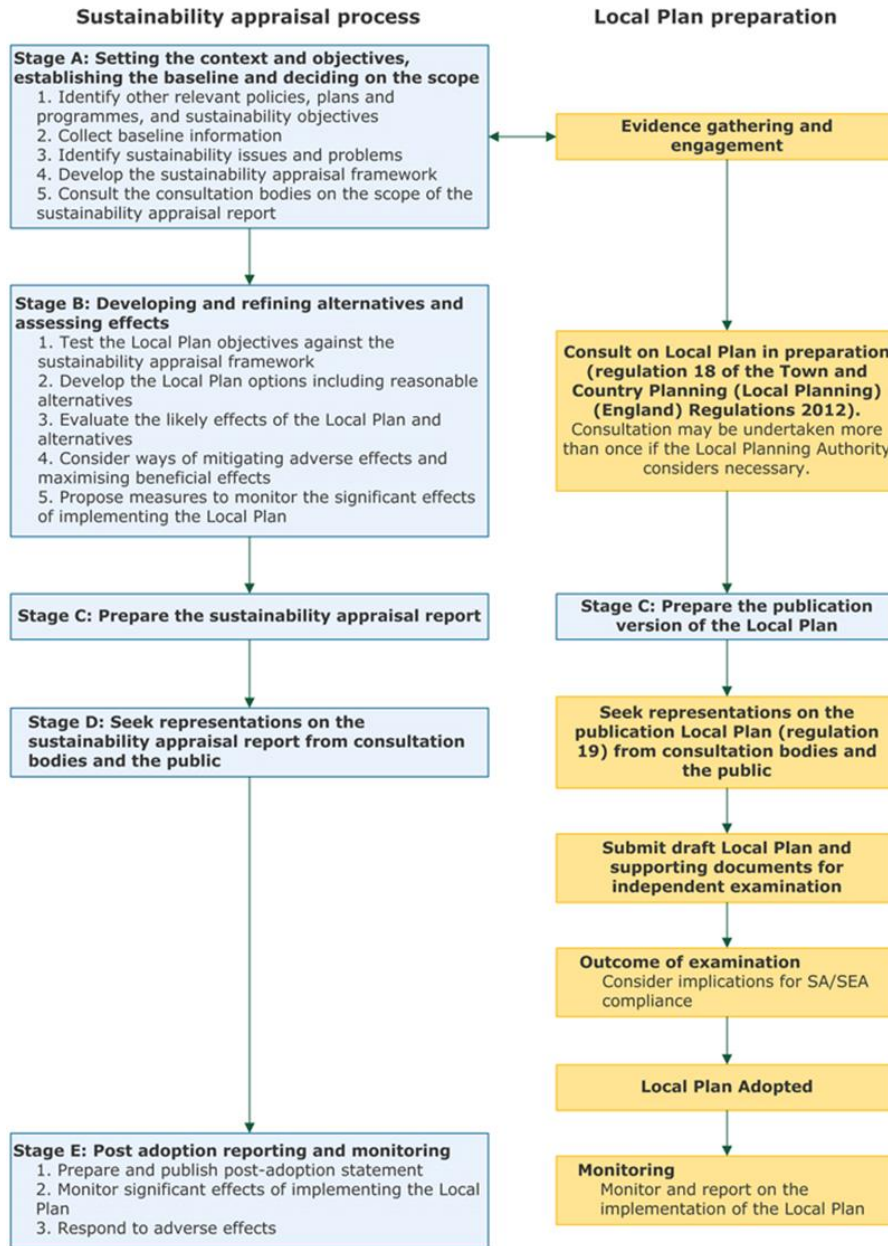 Sustainability appraisal process
Local Plan preparation
Stage A: Setting the context and objectives,
establishing the baseline and deciding on the scope
1. Identify other relevant policies, plans and
programmes, and sustainability objectives
2. Collect baseline information
3. Identify sustainability issues and problems
4. Develop the sustainability appraisal framework
5. Consult the consultation bodies on the scope of the
sustainability appraisal report
Evidence gathering and
engagement
Stage B: Developing and refining alternatives and
assessing effects
1. Test the Local Plan objectives against the
sustainability appraisal framework
2. Develop the Local Plan options including reasonable
alternatives
3. Evaluate the likely effects of the Local Plan and
alternatives
4. Consider ways of mitigating adverse effects and
maximising beneficial effects
5. Propose measures to monitor the significant effects
of implementing the Local Plan
Consult on Local Plan in preparation
(regulation 18 of the Town and
Country Planning (Local Planning)
(England) Regulations 2012).
Consultation may be undertaken more
than once if the Local Planning Authority
considers necessary.
Stage C: Prepare the sustainability appraisal report
Stage C: Prepare the publication
version of the Local Plan
Stage D: Seek representations on the
sustainability appraisal report from consultation
bodies and the public
Seek representations on the
publication Local Plan (regulation
19) from consultation bodies and
the public
Submit draft Local Plan and
supporting documents for
independent examination
Outcome of examination
Consider implications for SA/SEA
compliance
Local Plan Adopted
Stage E: Post adoption reporting and monitoring
1. Prepare and publish post-adoption statement
2. Monitor significant effects of implementing the Local
Plan
3. Respond to adverse effects
Monitoring
Monitor and report on the
implementation of the Local Plan